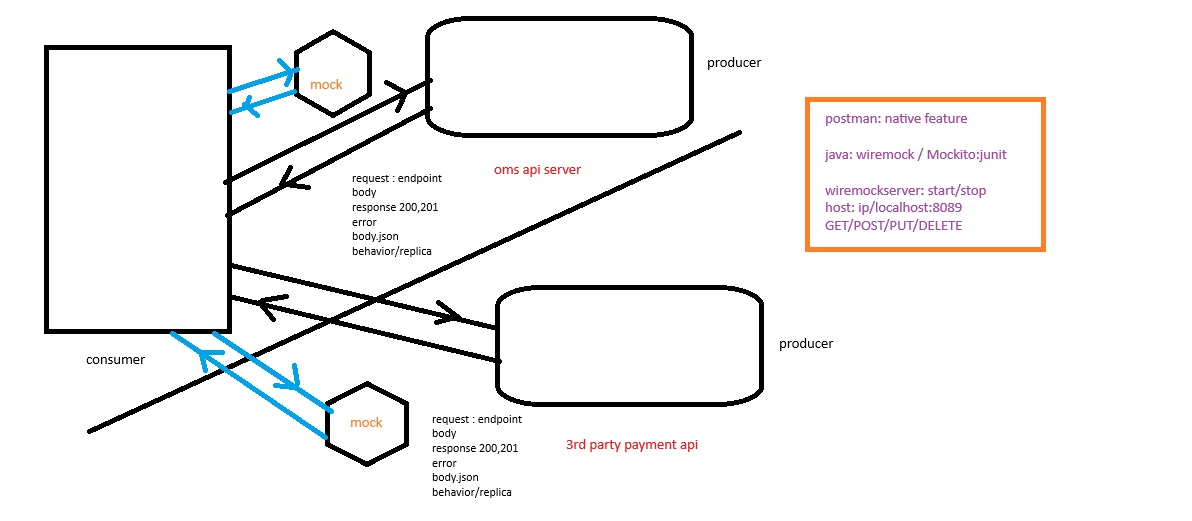 mock
producer
oms api server
request : endpoint
body
response 200,201
error
body.json
behavior/replica
postman: native feature
java: wiremock / Mockito:junit
wiremockserver: start/stop
host: ip/localhost:8089
GET/POST/PUT/DELETE
consumer
producer
mock
request : endpoint
body
response 200,201
error
body.json
behavior/replica
3rd party payment api